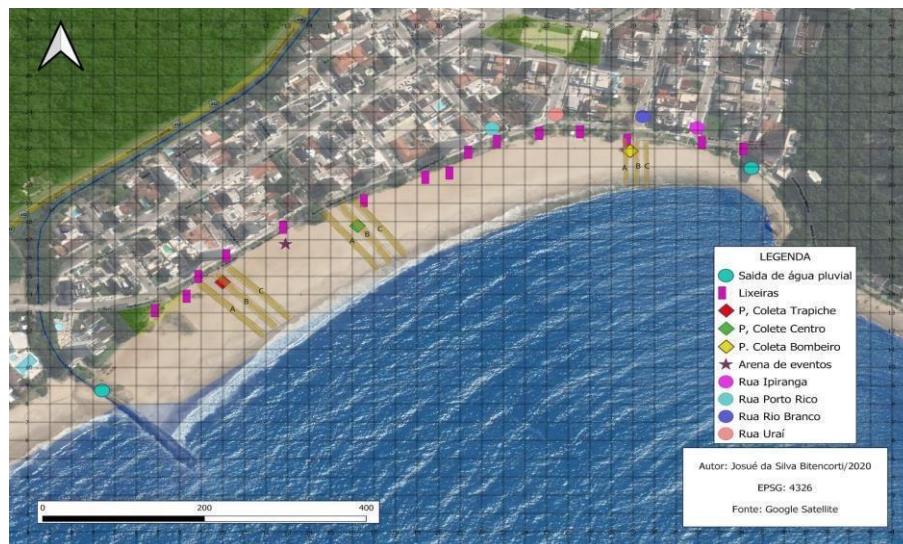 A
B
C
A
B
C
A
B
C
LEGENDA
Saida de água pluvial
Lixeiras
P, Coleta Trapiche
P, Colete Centro
P. Coleta Bombeiro
Arena de eventos
Rua Ipiranga
Rua Porto Rico
Rua Rio Branco
Rua Uraí
Autor: Josué da Silva Bitencorti/2020
EPSG: 4326
Fonte: Google Satellite
0
200
400